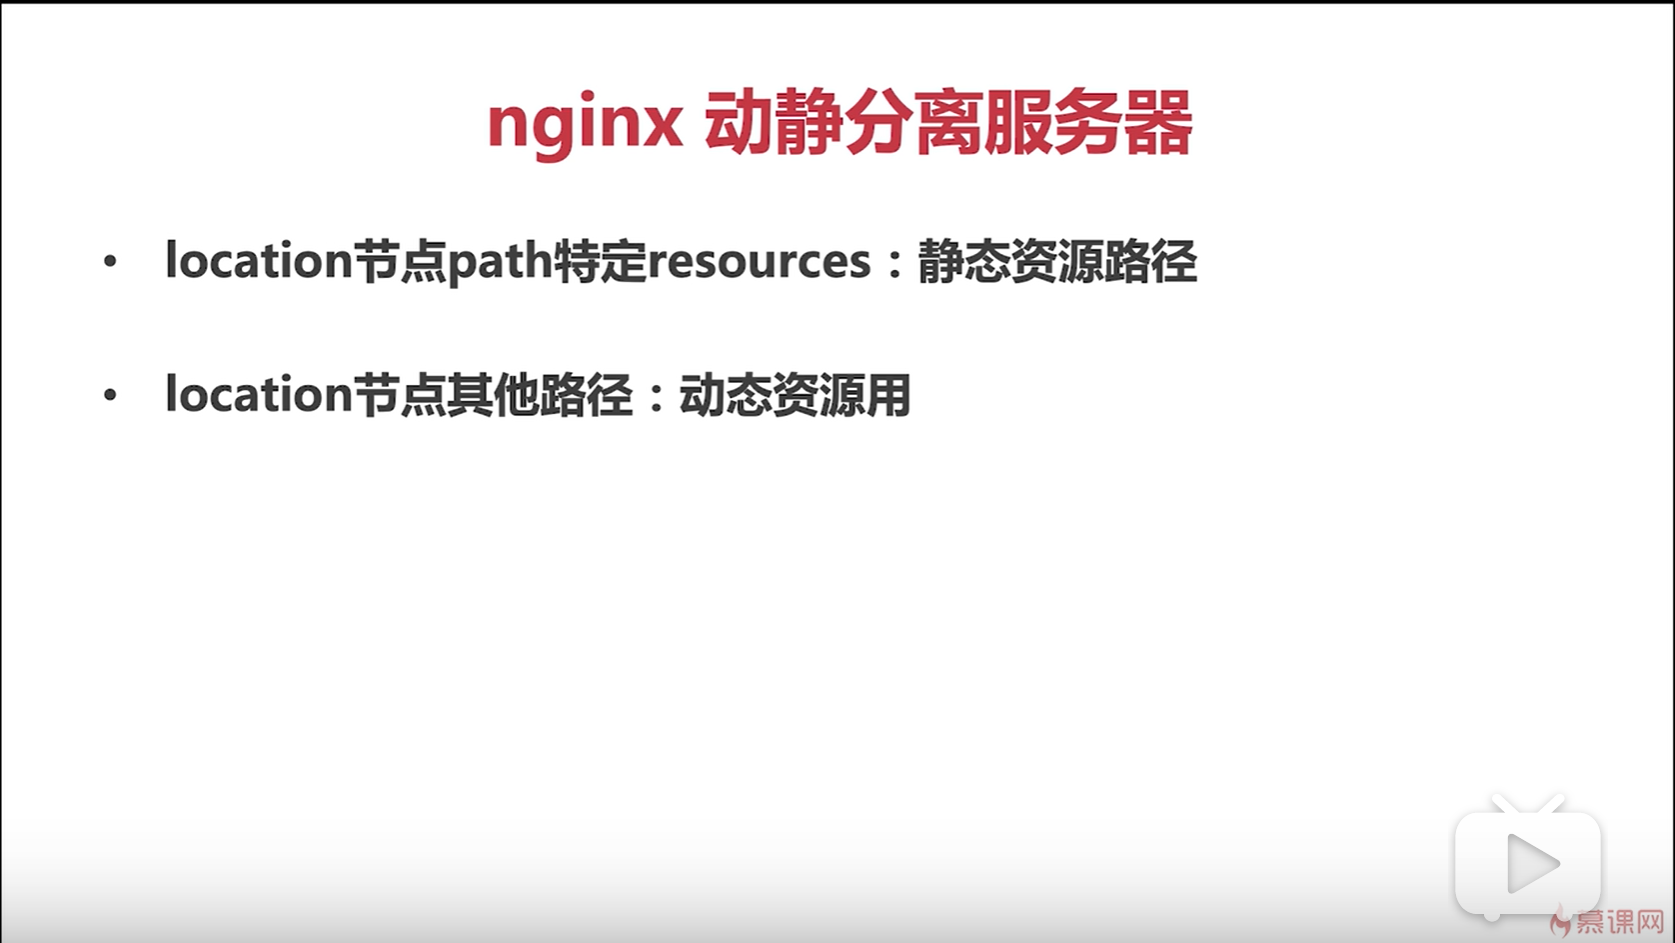 nginx 动静分离服务器
• location节点path特定resources：静态资源路径
• location节点其他路径：动态资源用
慕课网